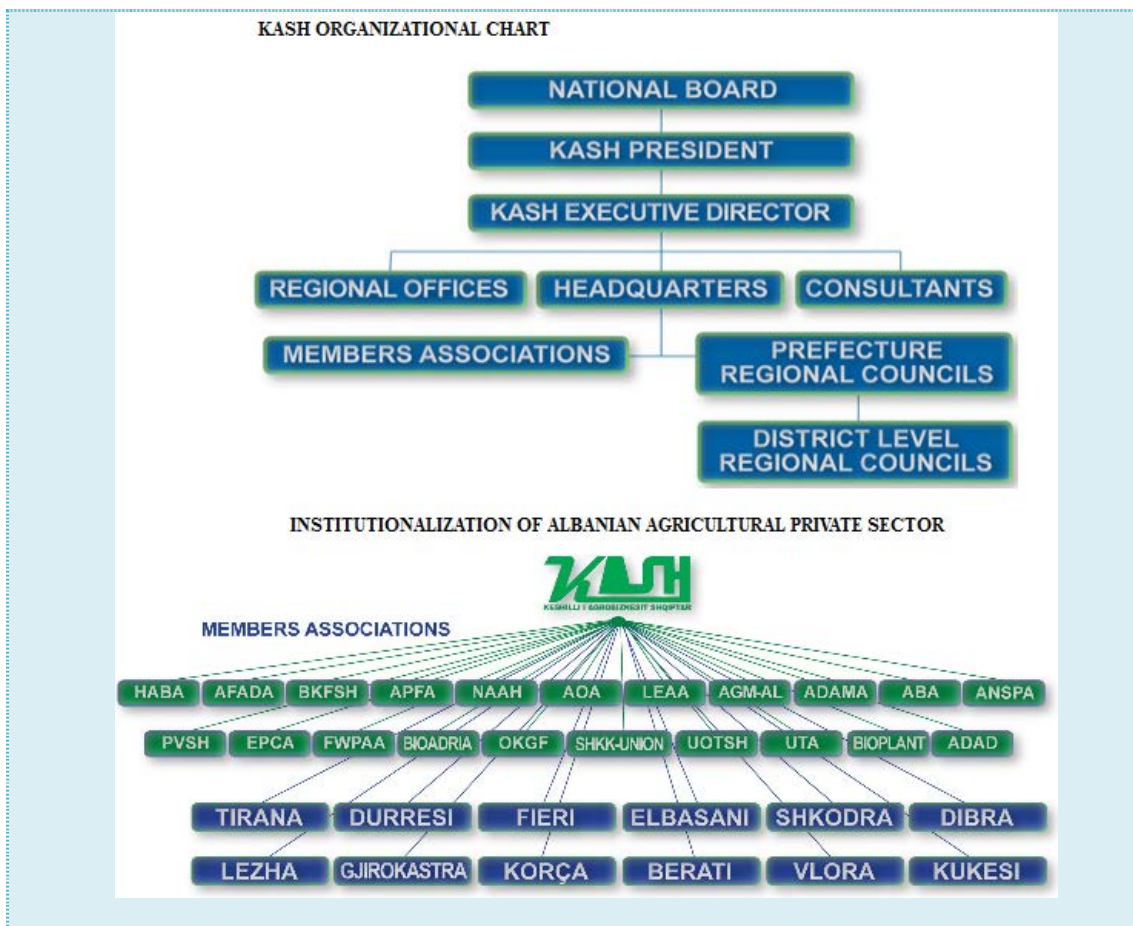 KASH ORGANIZATIONAL CHART
NATIONAL BOARD
KASH PRESIDENT
KASH EXECUTIVE DIRECTOR
REGIONAL OFFICES
HEADQUARTERS
CONSULTANTS
MEMBERS ASSOCIATIONS
PREFECTURE
REGIONAL COUNCILS
DISTRICT LEVEL
REGIONAL COUNCILS
INSTITUTIONALIZATION OF ALBANIAN AGRICULTURAL PRIVATE SECTOR
KASH
KESHILLI I AGROBIZNESIT SHQIPTAR
MEMBERS ASSOCIATIONS
HABA
AFADA
BKFSH
APFA
NAAH
AOA
LEAA
AGM-AL
ADAMA
ABA
ANSPA
PVSH
EPCA
FWPAA
BIOADRIA
OKGF
SHKK-UNION
UOTSH
UTA
BIOPLANT
ADAD
TIRANA
DURRESI
FIERI
ELBASANI
SHKODRA
DIBRA
LEZHA
GJIROKASTRA
KORÇA
BERATI
VLORA
KUKESI